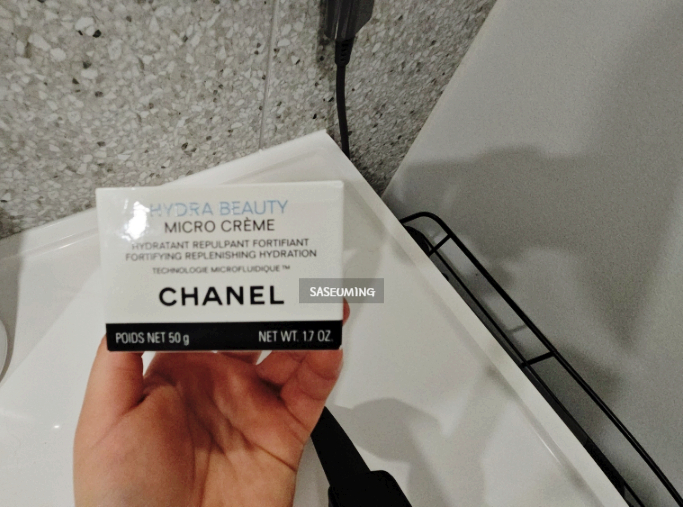 HYDRA BEAUTY
MICRO CRÈME
HYDRATANT REPULPANT FORTIFIANT
FORTIFYING REPLENISHING HYDRATION
TECHNOLOGIE MICROFLUIDIQUE™
CHANEL
SASEUMING
POIDS NET 50 g NET WT. 1.7 OZ.